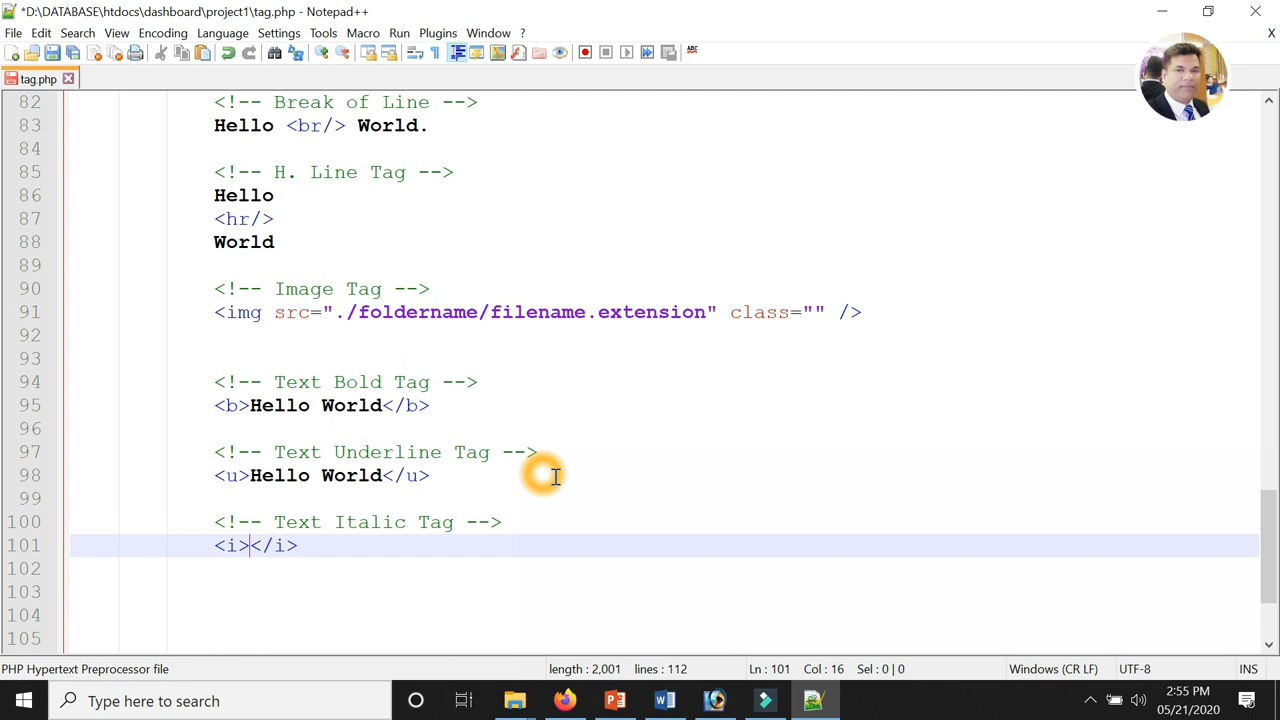 *D:\DATABASE\htdocs\dashboard\project1\tag.php - Notepad++
File Edit Search View Encoding Language Settings Tools Macro Run Plugins Window ? X
tag.php
82 <!-- Break of Line -->
83 Hello <br/> World.
84
85 <!-- H. Line Tag -->
86 Hello
87 <hr/>
88 World
89
90 <!-- Image Tag -->
91 <img src="./foldername/filename.extension" class="" />
92
93
94 <!-- Text Bold Tag -->
95 <b>Hello World</b>
96
97 <!-- Text Underline Tag -->
98 <u>Hello World</u>
99
100 <!-- Text Italic Tag -->
101 <i></i>
102
103
104
105
PHP Hypertext Preprocessor file length : 2,001 lines : 112 Ln : 101 Col : 16 Sel : 0 | 0 Windows (CR LF) UTF-8 INS
Type here to search
2:55 PM
05/21/2020